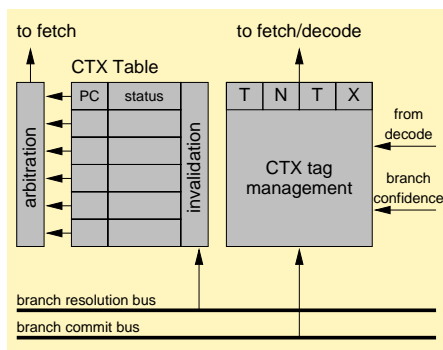 to fetch
to fetch/decode
CTX Table
PC status
T N T X
arbitration
invalidation
CTX tag
management
from
decode
branch
confidence
branch resolution bus
branch commit bus